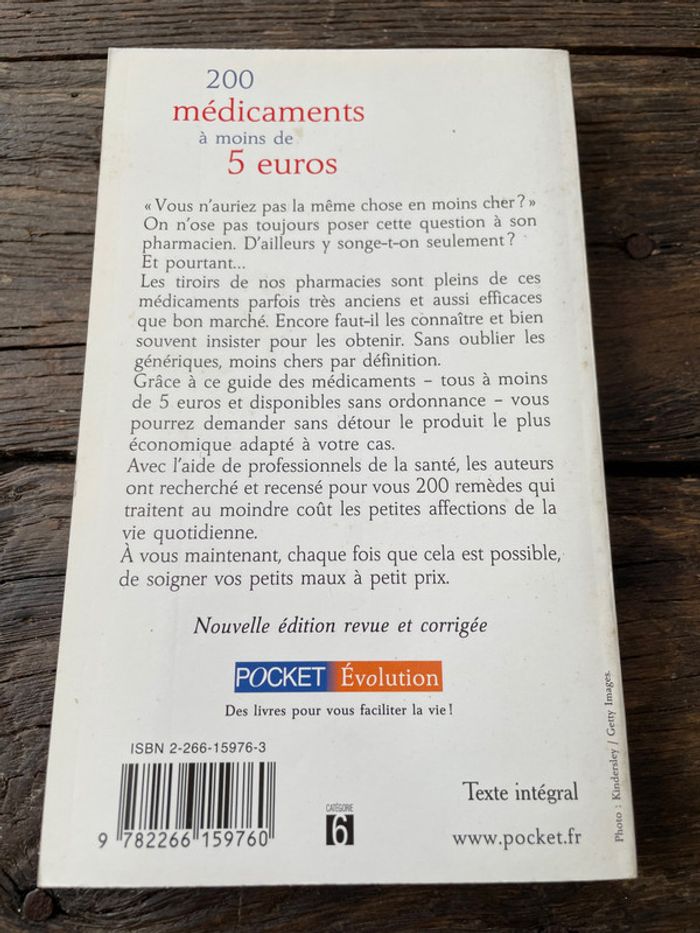 200
médicaments
à moins de
5 euros
« Vous n'auriez pas la même chose en moins cher ? »
On n'ose pas toujours poser cette question à son
pharmacien. D'ailleurs y songe-t-on seulement ?
Et pourtant...
Les tiroirs de nos pharmacies sont pleins de ces
médicaments parfois très anciens et aussi efficaces
que bon marché. Encore faut-il les connaître et bien
souvent insister pour les obtenir. Sans oublier les
génériques, moins chers par définition.
Grâce à ce guide des médicaments – tous à moins
de 5 euros et disponibles sans ordonnance – vous
pourrez demander sans détour le produit le plus
économique adapté à votre cas.
Avec l'aide de professionnels de la santé, les auteurs
ont recherché et recensé pour vous 200 remèdes qui
traitent au moindre coût les petites affections de la
vie quotidienne.
À vous maintenant, chaque fois que cela est possible,
de soigner vos petits maux à petit prix.
Nouvelle édition revue et corrigée
POCKET Évolution
Des livres pour vous faciliter la vie !
ISBN 2-266-15976-3
9 782266 159760
CATÉGORIE
6
Texte intégral
www.pocket.fr
Photo : Kindersley / Getty Images.